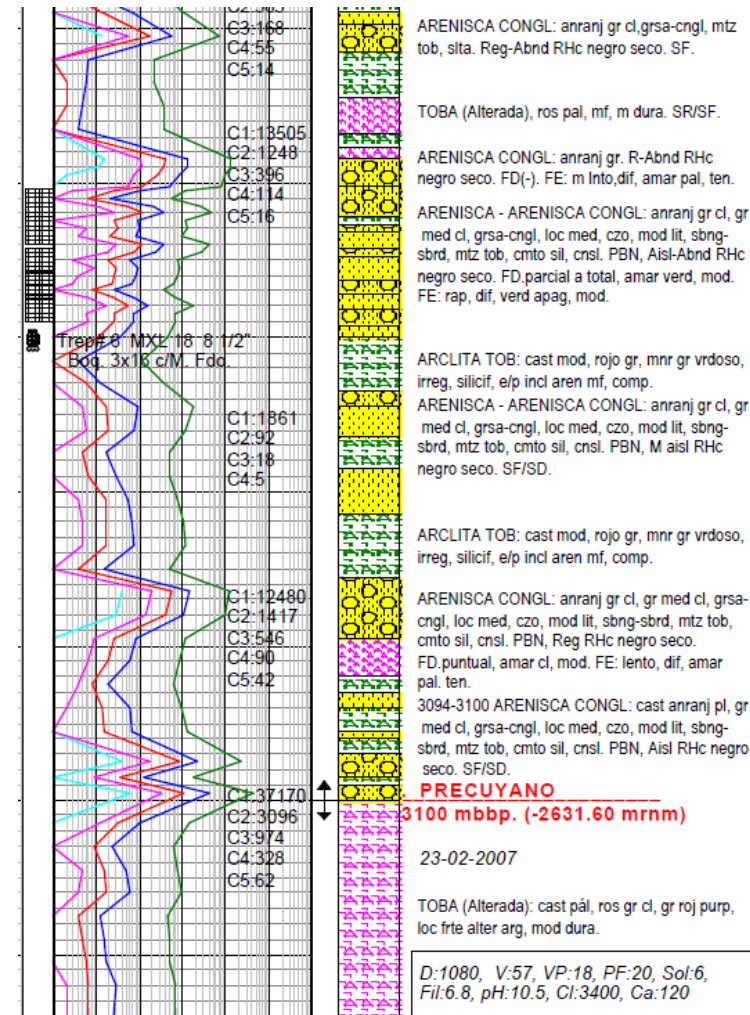 C3:168
C4:55
C5:14
C1:13505
C2:1248
C3:396
C4:114
C5:16
Trep# 6 MXL 18 8 1/2"
Boq. 3x18 c/M. Fdo.
C1:1861
C2:92
C3:18
C4:5
C1:12480
C2:1417
C3:546
C4:90
C5:42
C1:37170
C2:3096
C3:974
C4:328
C5:62
ARENISCA CONGL: anranj gr cl,grsa-cngl, mtz
tob, slta. Reg-Abnd RHc negro seco. SF.
TOBA (Alterada), ros pal, mf, m dura. SR/SF.
ARENISCA CONGL: anranj gr. R-Abnd RHc
negro seco. FD(-). FE: m lnto,dif, amar pal, ten.
ARENISCA - ARENISCA CONGL: anranj gr cl, gr
med cl, grsa-cngl, loc med, czo, mod lit, sbng-
sbrd, mtz tob, cmto sil, cnsl. PBN, Aisl-Abnd RHc
negro seco. FD.parcial a total, amar verd, mod.
FE: rap, dif, verd apag, mod.
ARCLITA TOB: cast mod, rojo gr, mnr gr vrdoso,
irreg, silicif, e/p incl aren mf, comp.
ARENISCA - ARENISCA CONGL: anranj gr cl, gr
med cl, grsa-cngl, loc med, czo, mod lit, sbng-
sbrd, mtz tob, cmto sil, cnsl. PBN, M aisl RHc
negro seco. SF/SD.
ARCLITA TOB: cast mod, rojo gr, mnr gr vrdoso,
irreg, silicif, e/p incl aren mf, comp.
ARENISCA CONGL: anranj gr cl, gr med cl, grsa-
cngl, loc med, czo, mod lit, sbng-sbrd, mtz tob,
cmto sil, cnsl. PBN, Reg RHc negro seco.
FD.puntual, amar cl, mod. FE: lento, dif, amar
pal. ten.
3094-3100 ARENISCA CONGL: cast anranj pl, gr
med cl, grsa-cngl, loc med, czo, mod lit, sbng-
sbrd, mtz tob, cmto sil, cnsl. PBN, Aisl RHc negro
seco. SF/SD.
PRECUYANO
3100 mbbp. (-2631.60 mrnm)
23-02-2007
TOBA (Alterada): cast pál, ros gr cl, gr roj purp,
loc frte alter arg, mod dura.
D:1080, V:57, VP:18, PF:20, Sol:6,
Fil:6.8, pH:10.5, Cl:3400, Ca:120